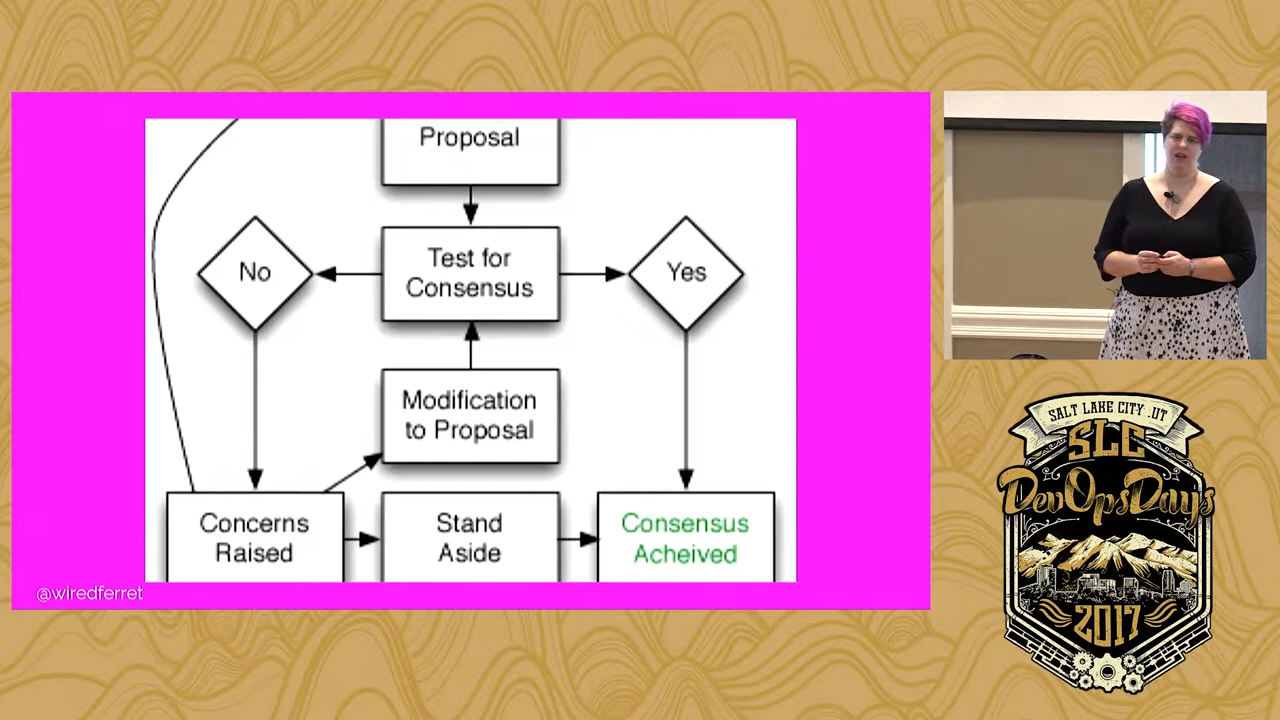 Proposal
No
Test for
Consensus
Yes
Modification
to Proposal
Concerns
Raised
Stand
Aside
Consensus
Acheived
@wiredferret
SALT LAKE CITY .UT
SLC
DevOpsDays
2017